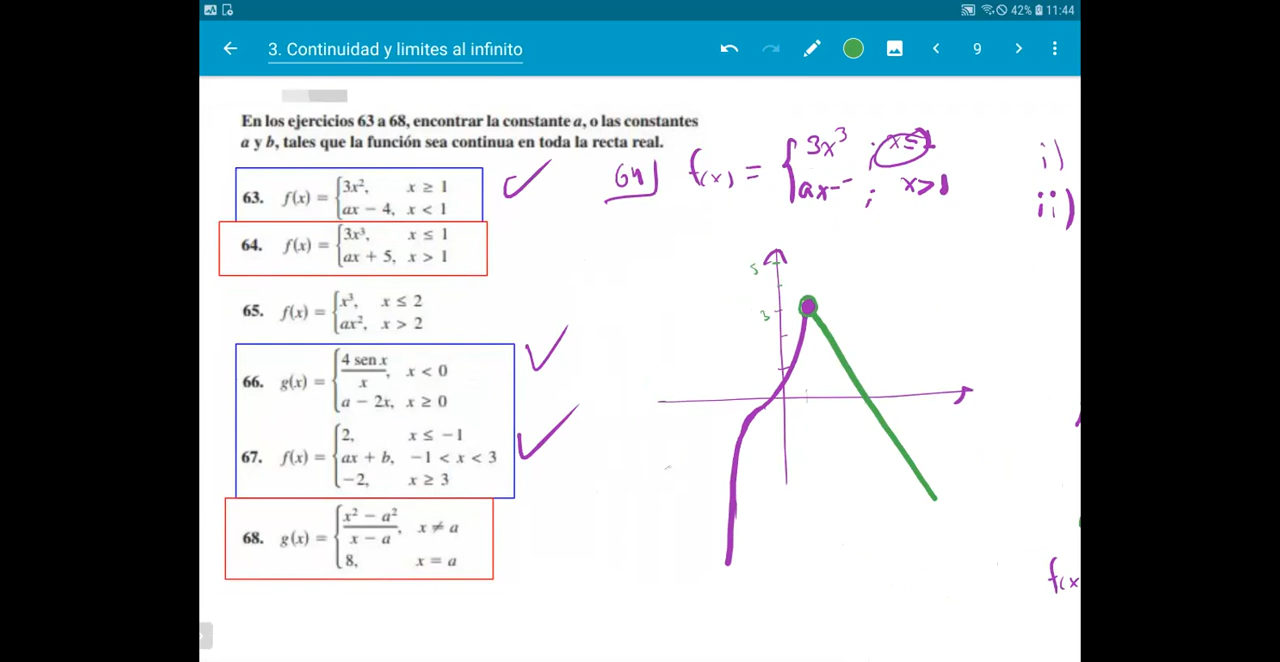 42% 11:44
3. Continuidad y limites al infinito
9
En los ejercicios 63 a 68, encontrar la constante a, o las constantes
a y b, tales que la función sea continua en toda la recta real.
63. f(x) = {3x², x ≥ 1
ax − 4, x < 1
64. f(x) = {3x³, x ≤ 1
ax + 5, x > 1
65. f(x) = {x³, x ≤ 2
ax², x > 2
66. g(x) = {4 sen x / x, x < 0
a − 2x, x ≥ 0
67. f(x) = {2, x ≤ −1
ax + b, −1 < x < 3
−2, x ≥ 3
68. g(x) = {x² − a² / x − a, x ≠ a
8, x = a
64) f(x) = {3x³ ;
ax ; x>1
i)
ii)
5
3
f(x